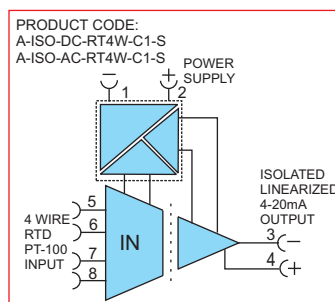 PRODUCT CODE:
A-ISO-DC-RT4W-C1-S
A-ISO-AC-RT4W-C1-S
− + POWER
1 2 SUPPLY
ISOLATED
LINEARIZED
4-20mA
OUTPUT
4 WIRE
RTD
PT-100
INPUT
5
6
7
8
IN
3 −
4 +